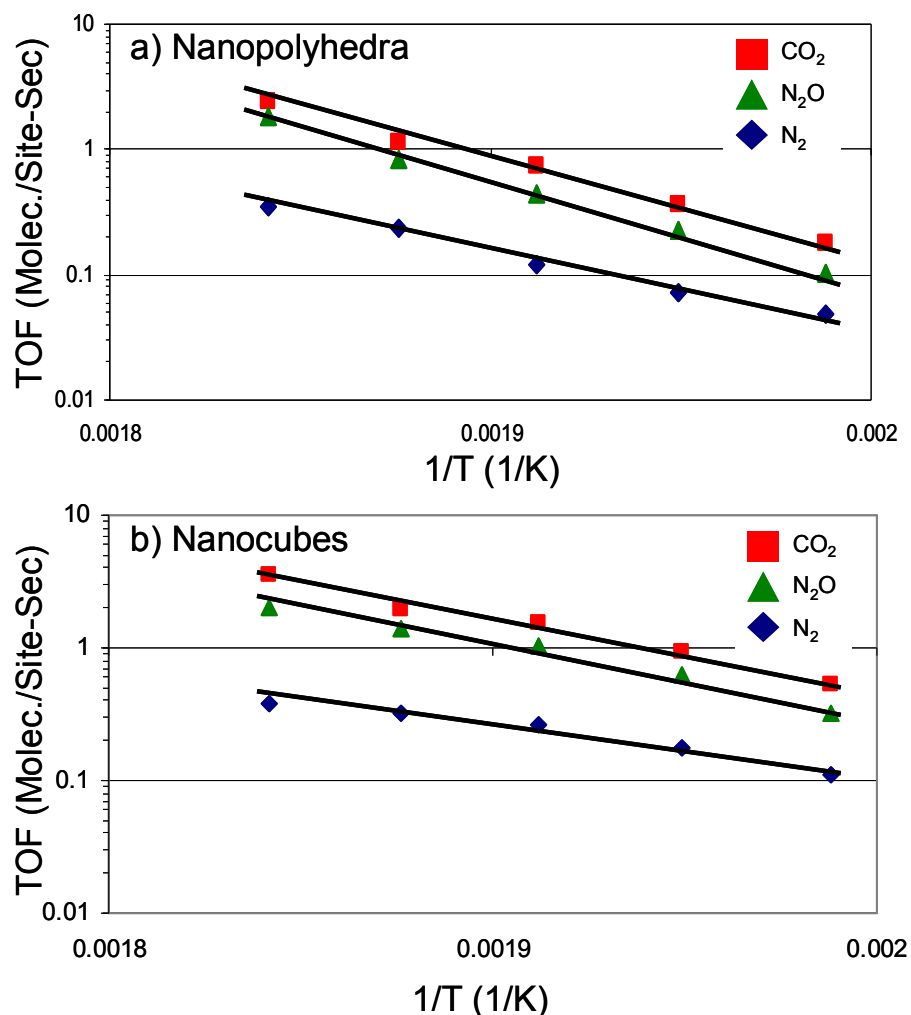 a) Nanopolyhedra
CO₂
N₂O
N₂
10
1
0.1
0.01
TOF (Molec./Site-Sec)
0.0018
0.0019
0.002
1/T (1/K)
b) Nanocubes
CO₂
N₂O
N₂
10
1
0.1
0.01
TOF (Molec./Site-Sec)
0.0018
0.0019
0.002
1/T (1/K)